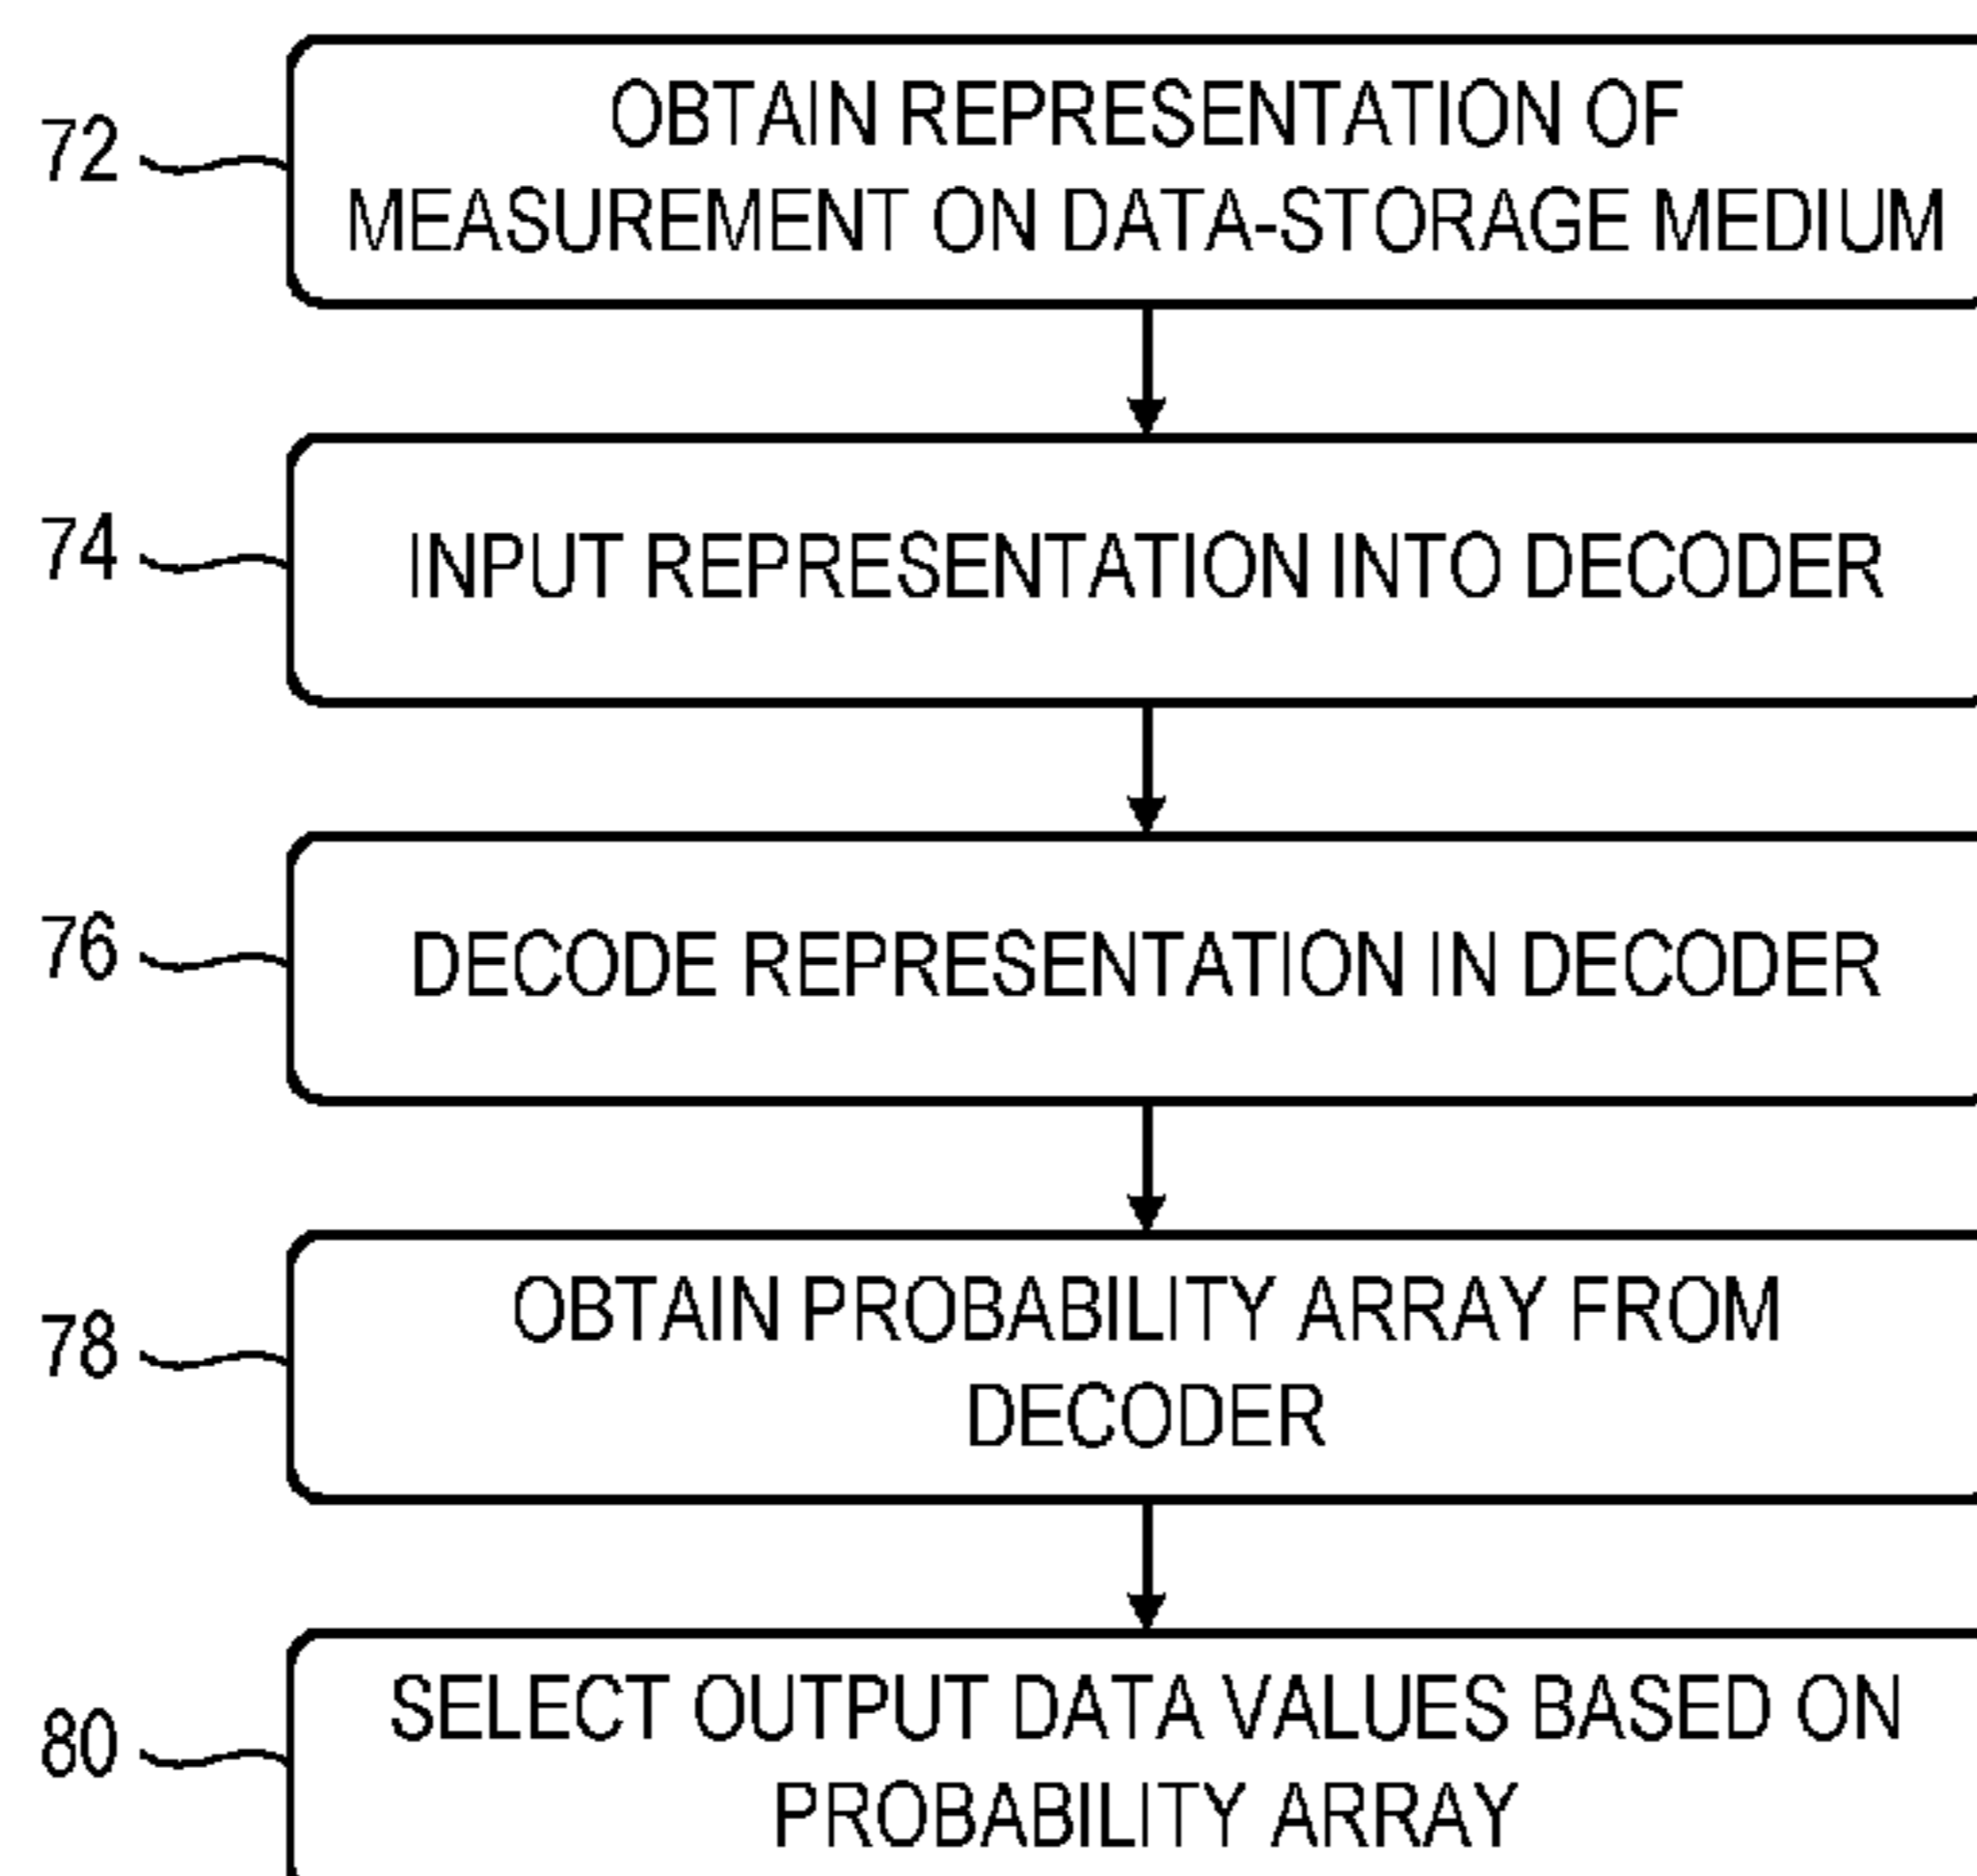 72
OBTAIN REPRESENTATION OF
MEASUREMENT ON DATA-STORAGE MEDIUM
74
INPUT REPRESENTATION INTO DECODER
76
DECODE REPRESENTATION IN DECODER
78
OBTAIN PROBABILITY ARRAY FROM
DECODER
80
SELECT OUTPUT DATA VALUES BASED ON
PROBABILITY ARRAY